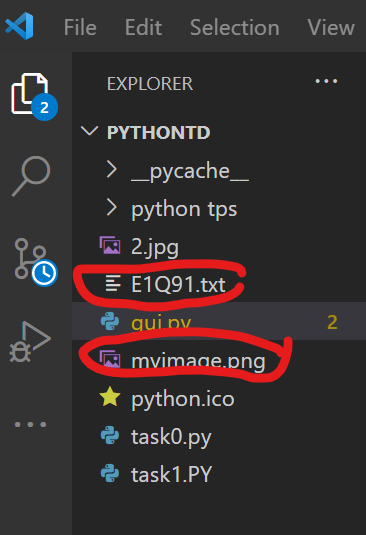 File Edit Selection View
2
EXPLORER ...
PYTHONTD
__pycache__
python tps
2.jpg
E1Q91.txt
gui.py 2
myimage.png
python.ico
task0.py
task1.PY